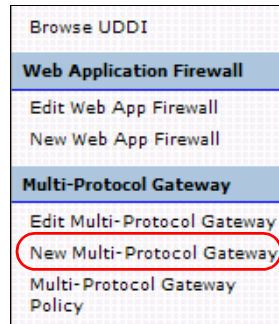 Browse UDDI
Web Application Firewall
Edit Web App Firewall
New Web App Firewall
Multi-Protocol Gateway
Edit Multi-Protocol Gateway
New Multi-Protocol Gateway
Multi-Protocol Gateway
Policy